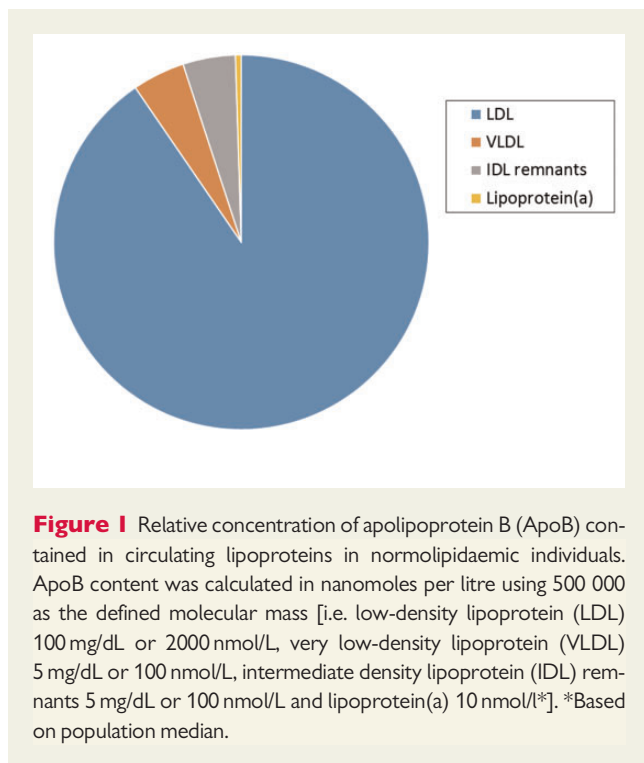 LDL
VLDL
IDL remnants
Lipoprotein(a)
Figure 1 Relative concentration of apolipoprotein B (ApoB) con-
tained in circulating lipoproteins in normolipidaemic individuals.
ApoB content was calculated in nanomoles per litre using 500 000
as the defined molecular mass [i.e. low-density lipoprotein (LDL)
100 mg/dL or 2000 nmol/L, very low-density lipoprotein (VLDL)
5 mg/dL or 100 nmol/L, intermediate density lipoprotein (IDL) rem-
nants 5 mg/dL or 100 nmol/L and lipoprotein(a) 10 nmol/l*]. *Based
on population median.